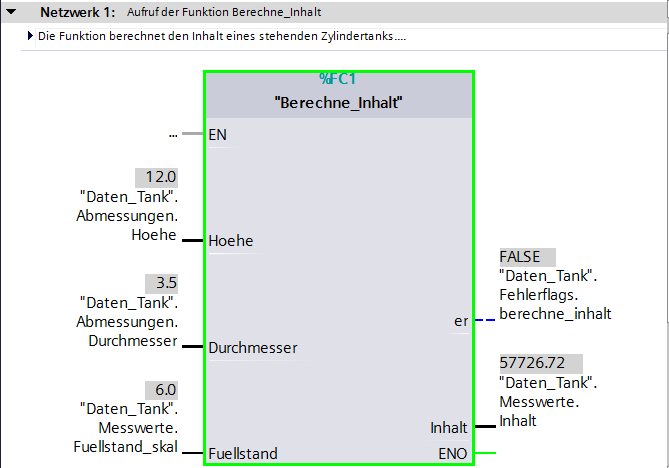 Netzwerk 1: Aufruf der Funktion Berechne_Inhalt
Die Funktion berechnet den Inhalt eines stehenden Zylindertanks....
%FC1
"Berechne_Inhalt"
...
EN
12.0
"Daten_Tank".
Abmessungen.
Hoehe
Hoehe
3.5
"Daten_Tank".
Abmessungen.
Durchmesser
Durchmesser
6.0
"Daten_Tank".
Messwerte.
Fuellstand_skal
Fuellstand
FALSE
"Daten_Tank".
Fehlerflags.
berechne_inhalt
er
57726.72
"Daten_Tank".
Messwerte.
Inhalt
Inhalt
ENO